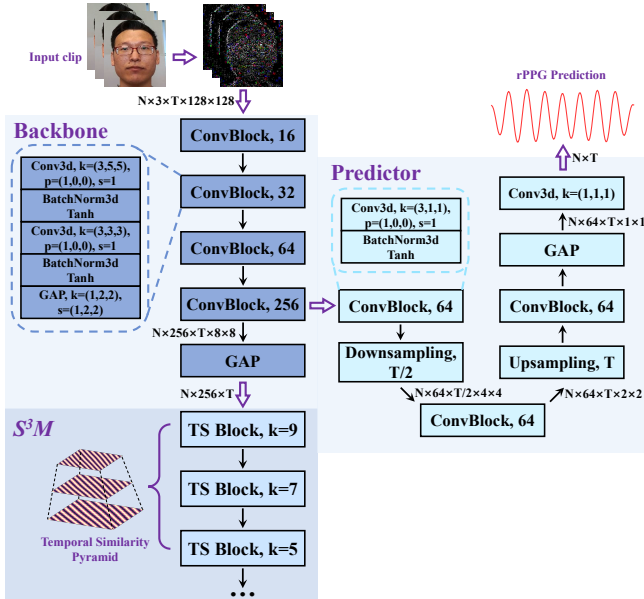 Input clip
N×3×T×128×128
Backbone
ConvBlock, 16
Conv3d, k=(3,5,5),
p=(1,0,0), s=1
BatchNorm3d
Tanh
Conv3d, k=(3,3,3),
p=(1,0,0), s=1
BatchNorm3d
Tanh
GAP, k=(1,2,2),
s=(1,2,2)
ConvBlock, 32
ConvBlock, 64
ConvBlock, 256
N×256×T×8×8
GAP
N×256×T
S³M
TS Block, k=9
TS Block, k=7
TS Block, k=5
Temporal Similarity
Pyramid
Predictor
Conv3d, k=(3,1,1),
p=(1,0,0), s=1
BatchNorm3d
Tanh
ConvBlock, 64
Downsampling,
T/2
N×64×T/2×4×4
ConvBlock, 64
N×64×T×2×2
Upsampling, T
ConvBlock, 64
GAP
N×64×T×1×1
Conv3d, k=(1,1,1)
N×T
rPPG Prediction